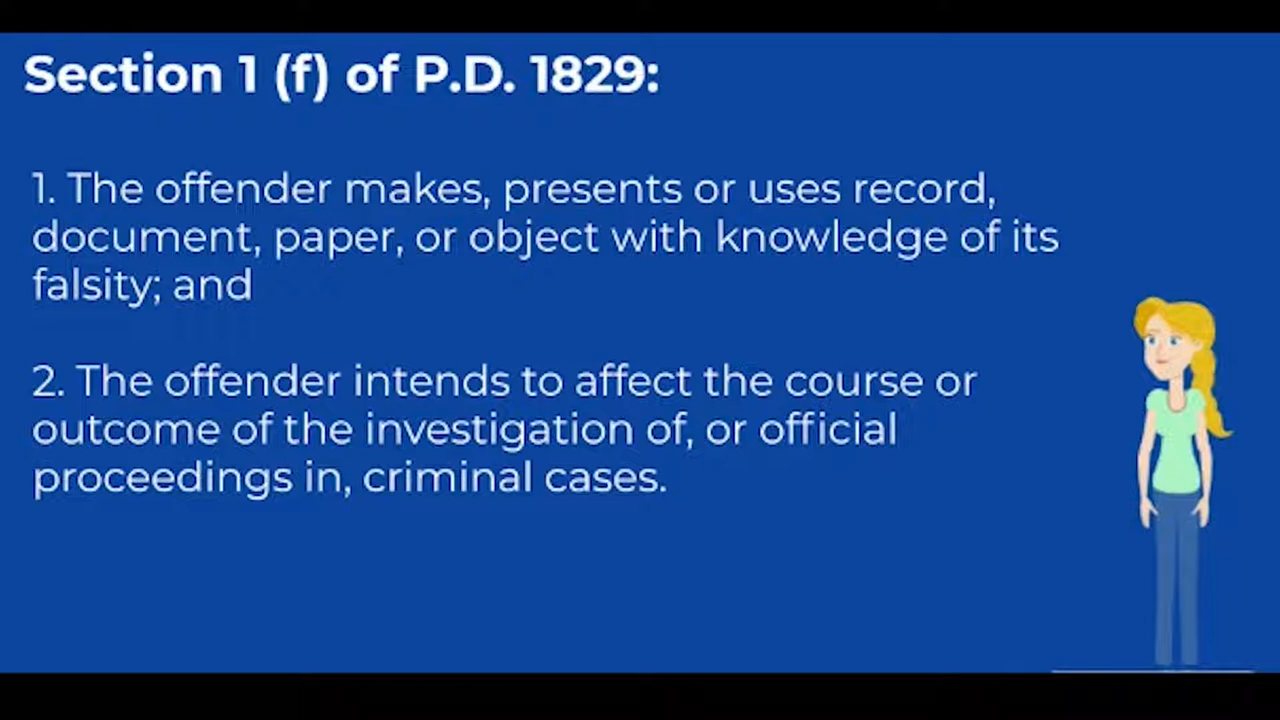 Section 1 (f) of P.D. 1829:
1. The offender makes, presents or uses record,
document, paper, or object with knowledge of its
falsity; and
2. The offender intends to affect the course or
outcome of the investigation of, or official
proceedings in, criminal cases.